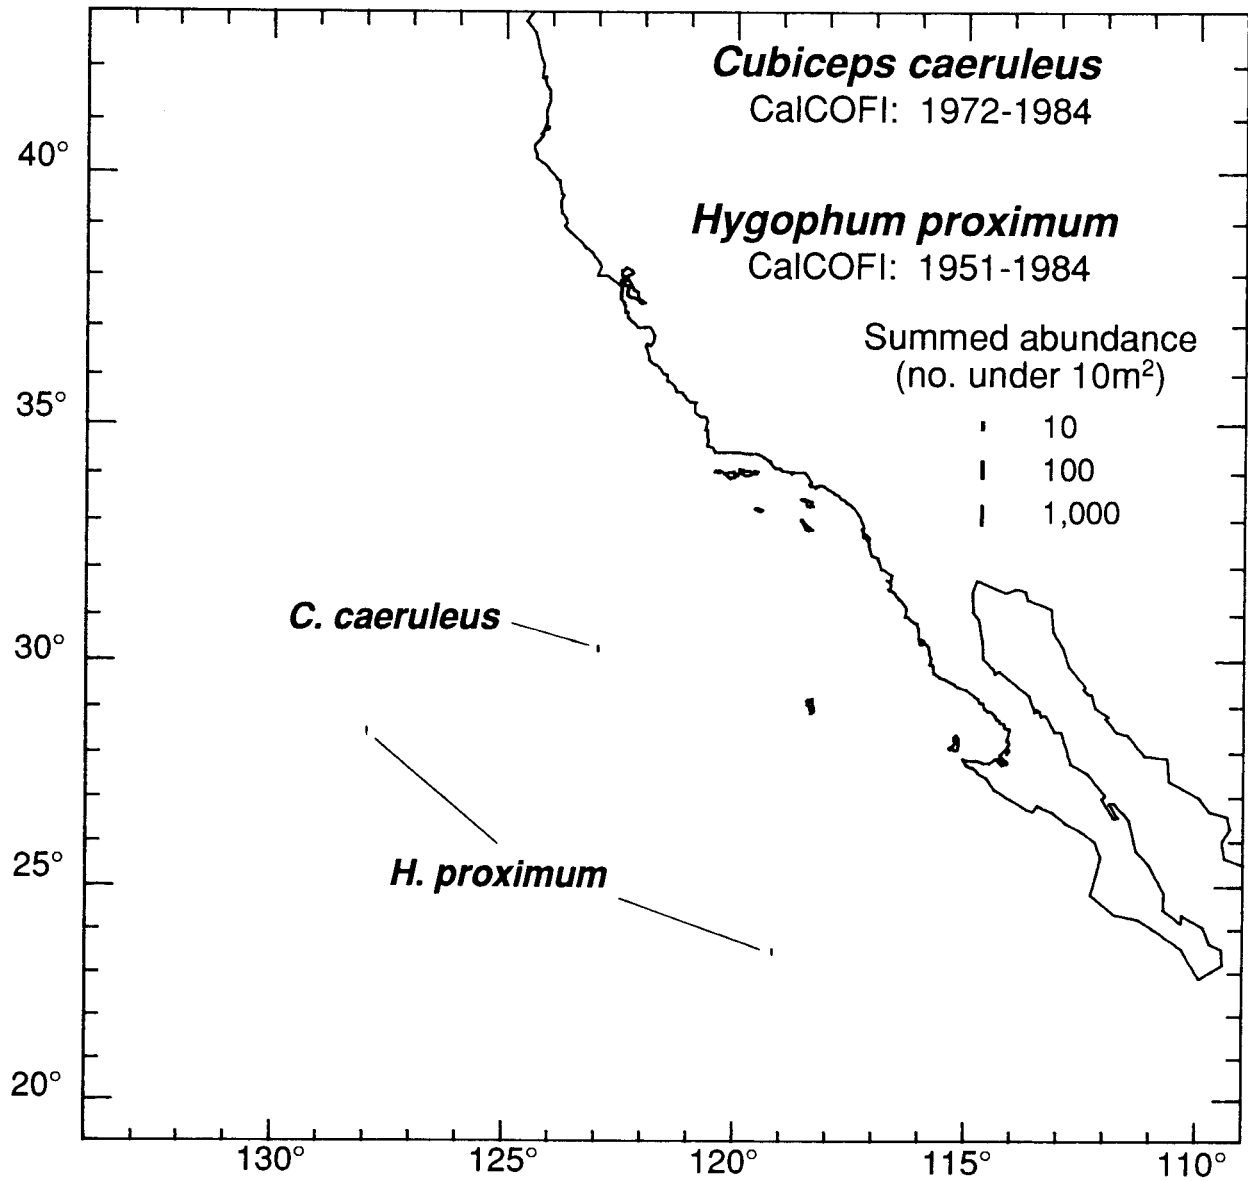 Cubiceps caeruleus
CalCOFI: 1972-1984
40°
Hygophum proximum
CalCOFI: 1951-1984
Summed abundance
(no. under 10m²)
35°
10
100
1,000
C. caeruleus
30°
H. proximum
25°
20°
130°
125°
120°
115°
110°